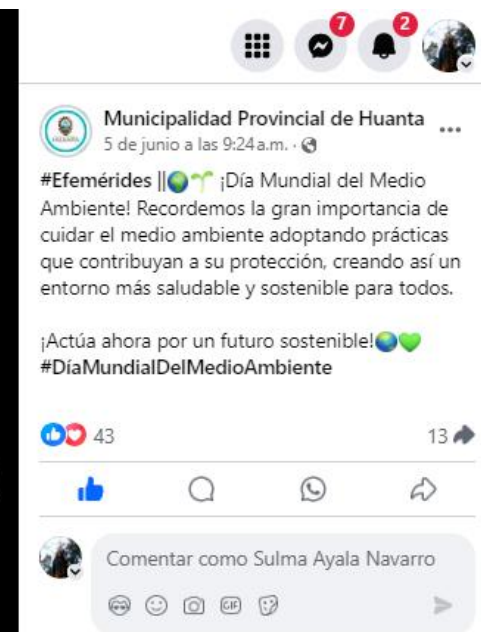 7
2
Municipalidad Provincial de Huanta
5 de junio a las 9:24 a.m. ·
#Efemérides || ¡Día Mundial del Medio
Ambiente! Recordemos la gran importancia de
cuidar el medio ambiente adoptando prácticas
que contribuyan a su protección, creando así un
entorno más saludable y sostenible para todos.
¡Actúa ahora por un futuro sostenible!
#DíaMundialDelMedioAmbiente
43
13
Comentar como Sulma Ayala Navarro
GIF